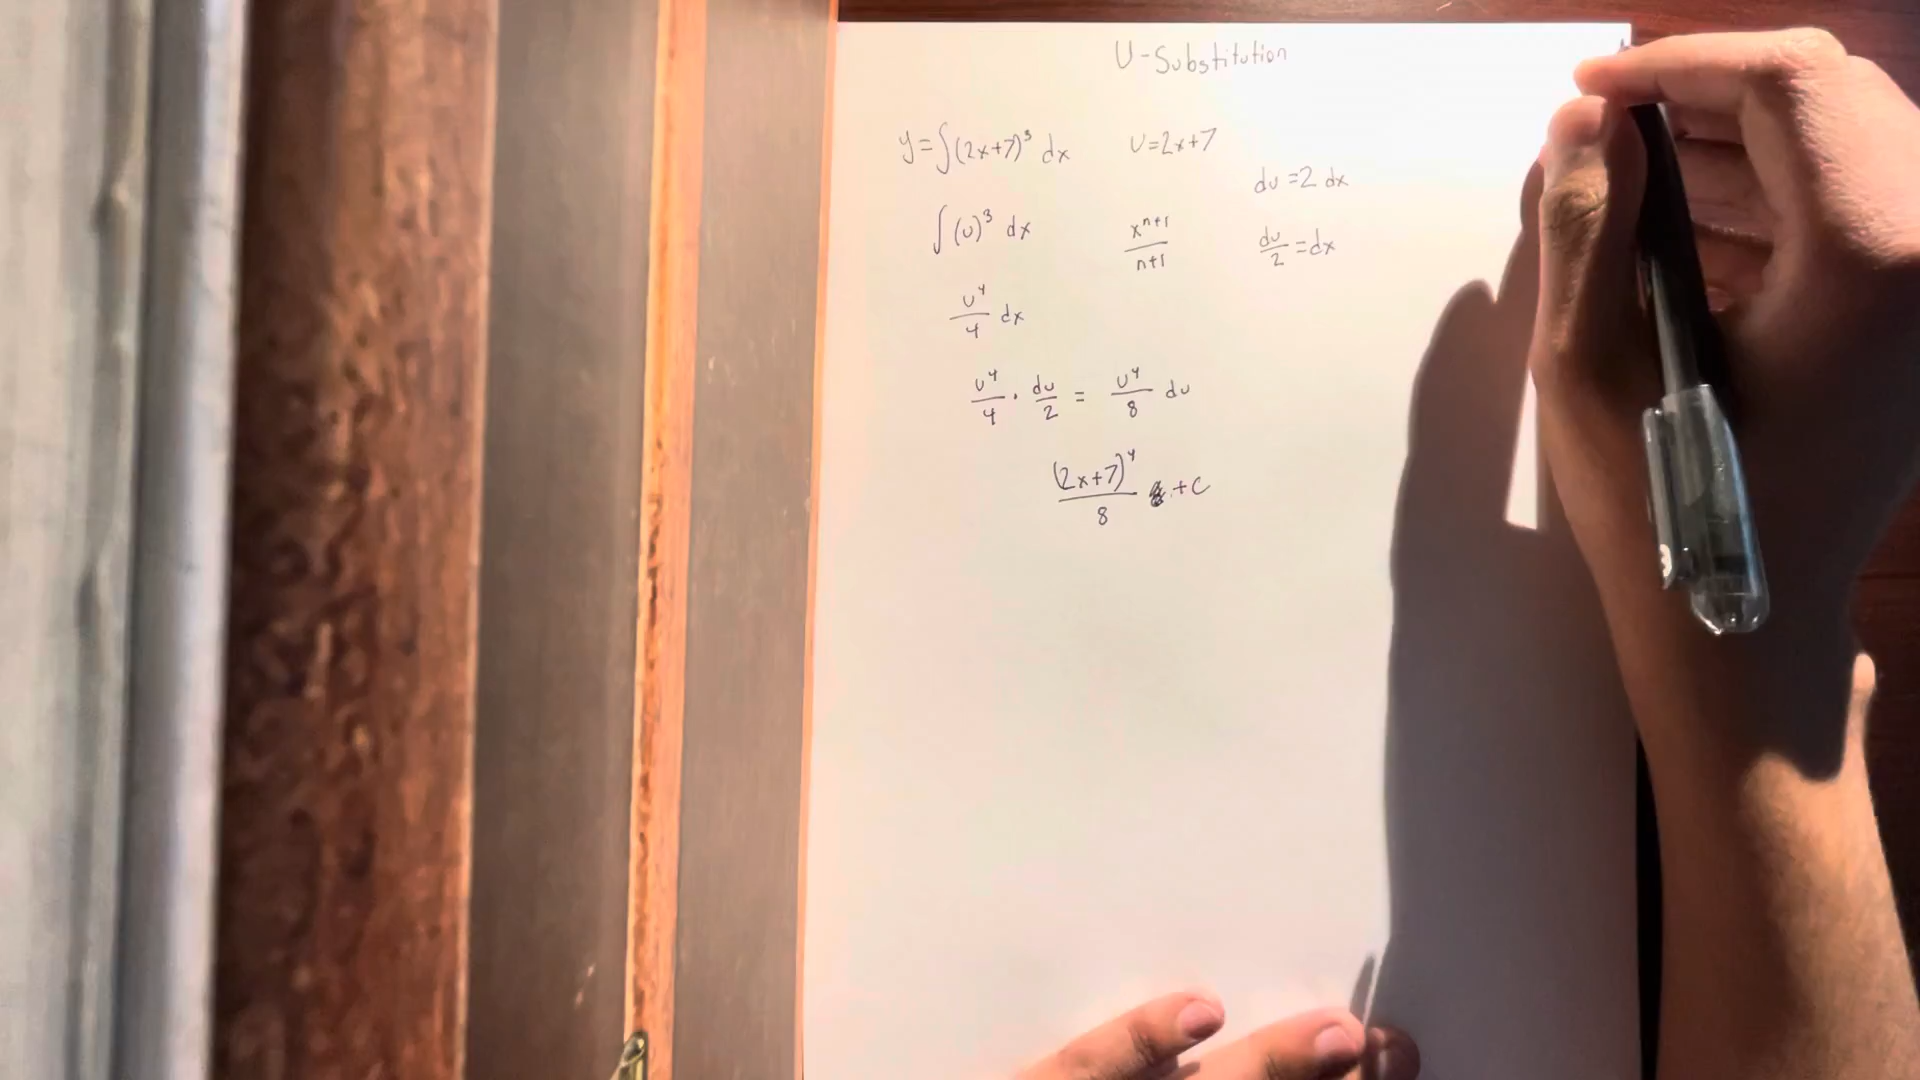 U-Substitution
y=∫(2x+7)³ dx   u=2x+7
du=2 dx
∫(u)³ dx   xⁿ⁺¹/n+1   du/2=dx
u⁴/4 dx
u⁴/4 · du/2 = u⁴/8 du
(2x+7)⁴/8 +C